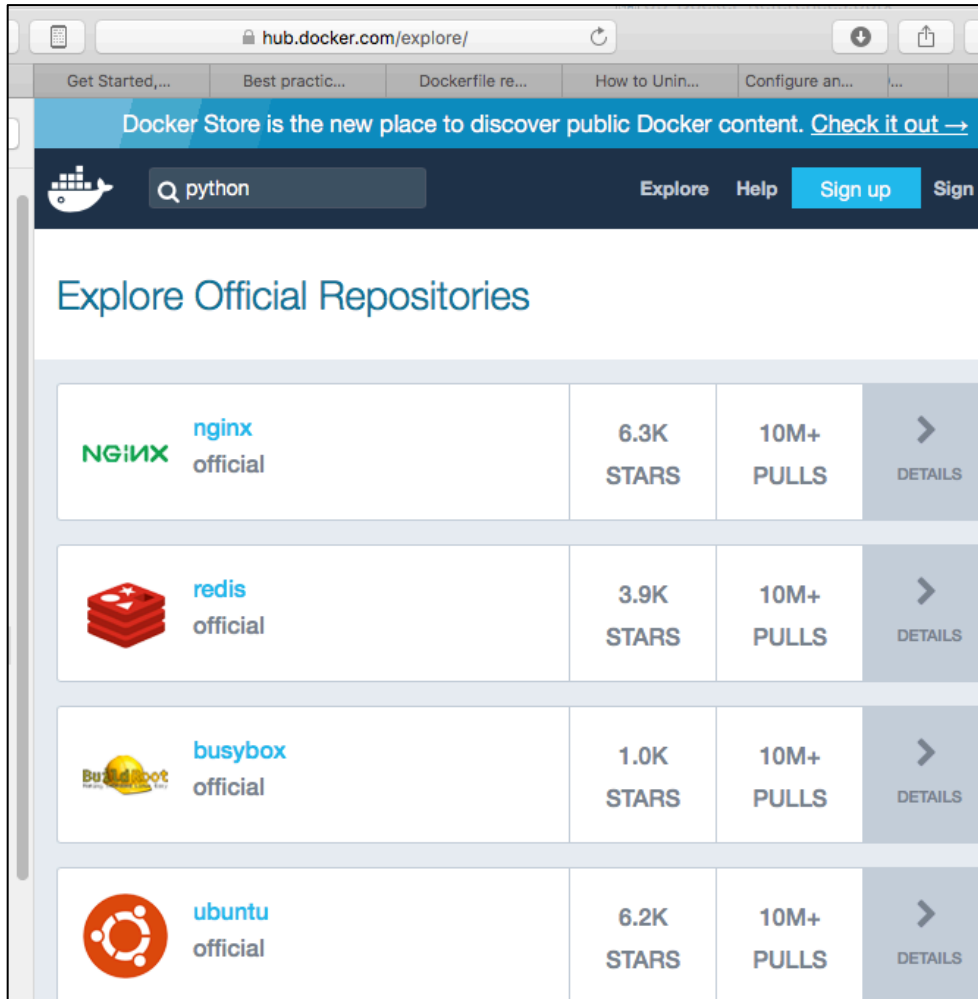 hub.docker.com/explore/
Get Started,... Best practic... Dockerfile re... How to Unin... Configure an... ...
Docker Store is the new place to discover public Docker content. Check it out →
python Explore Help Sign up Sign
Explore Official Repositories
NGINX
nginx
official
6.3K
STARS
10M+
PULLS
DETAILS
redis
official
3.9K
STARS
10M+
PULLS
DETAILS
BuildRoot
busybox
official
1.0K
STARS
10M+
PULLS
DETAILS
ubuntu
official
6.2K
STARS
10M+
PULLS
DETAILS